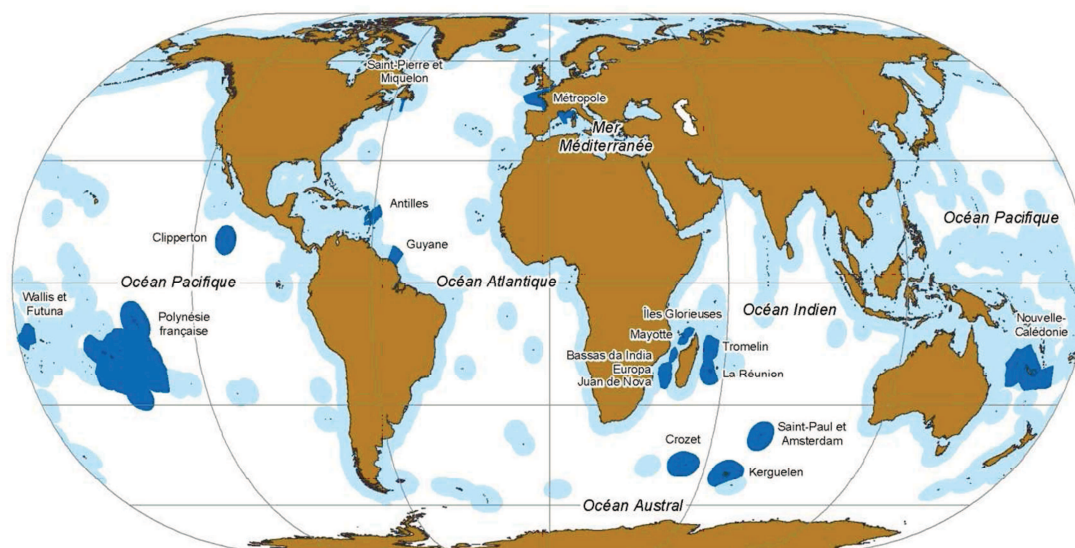 Saint-Pierre et
Miquelon
Métropole
Mer
Méditerranée
Antilles
Océan Pacifique
Clipperton
Guyane
Océan Pacifique
Océan Atlantique
Wallis et
Futuna
Polynésie
française
Îles Glorieuses
Océan Indien
Nouvelle-
Calédonie
Mayotte
Tromelin
Bassas da India
Europa
Juan de Nova
La Réunion
Saint-Paul et
Amsterdam
Crozet
Kerguelen
Océan Austral